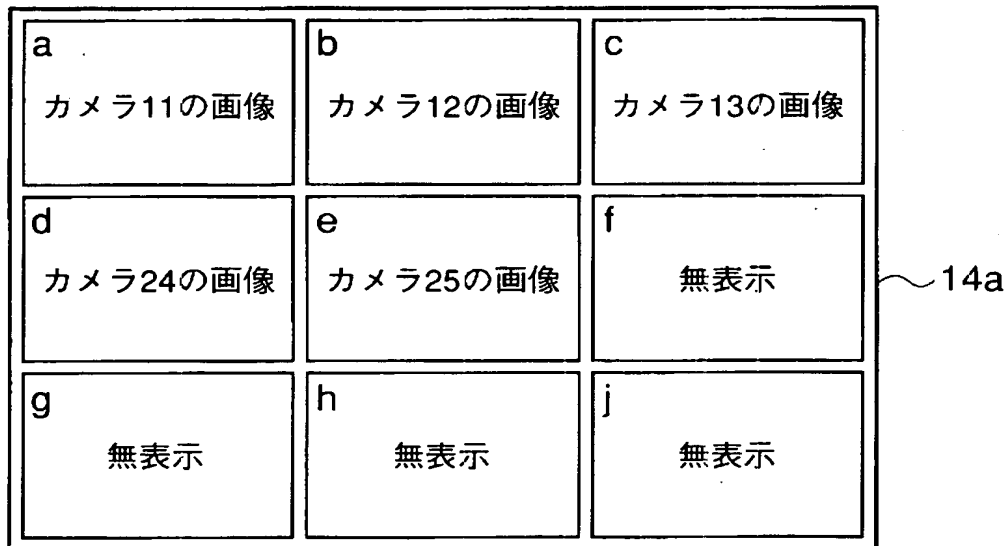 a
カメラ11の画像
b
カメラ12の画像
c
カメラ13の画像
d
カメラ24の画像
e
カメラ25の画像
f
無表示
14a
g
無表示
h
無表示
j
無表示